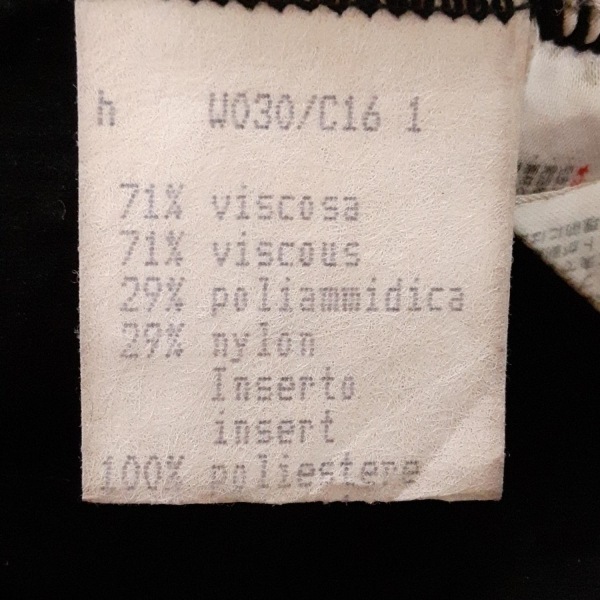 h W030/C16 1
71% viscosa
71% viscous
29% poliammidica
29% nylon
Inserto
insert
100% poliestere